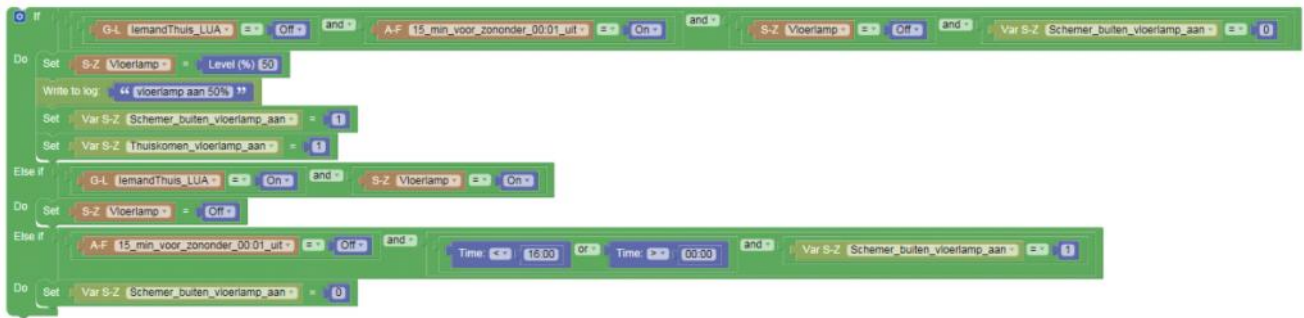 If
G-L IemandThuis_LUA = Off and A-F 15_min_voor_zononder_00:01_uit = On and S-Z Vloerlamp = Off and Var S-Z Schemer_buiten_vloerlamp_aan = 0
Do Set S-Z Vloerlamp = Level (%) 50
Write to log: “ vloerlamp aan 50% ”
Set Var S-Z Schemer_buiten_vloerlamp_aan = 1
Set Var S-Z Thuiskomen_vloerlamp_aan = 1
Else if G-L IemandThuis_LUA = On and S-Z Vloerlamp = On
Do Set S-Z Vloerlamp = Off
Else if A-F 15_min_voor_zononder_00:01_uit = Off and Time: < 16:00 or Time: > 00:00 and Var S-Z Schemer_buiten_vloerlamp_aan = 1
Do Set Var S-Z Schemer_buiten_vloerlamp_aan = 0